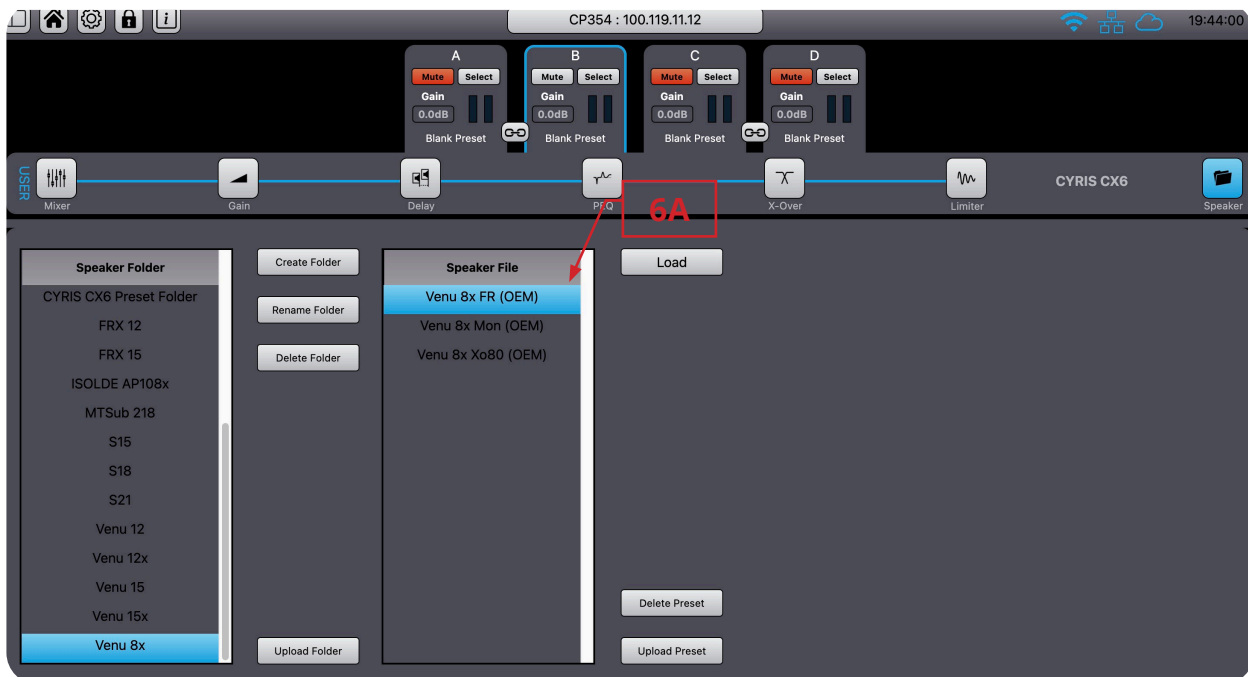 CP354 : 100.119.11.12
19:44:00
A
Mute Select
Gain
0.0dB
Blank Preset
B
Mute Select
Gain
0.0dB
Blank Preset
C
Mute Select
Gain
0.0dB
Blank Preset
D
Mute Select
Gain
0.0dB
Blank Preset
USER
Mixer
Gain
Delay
PEQ
6A
X-Over
Limiter
CYRIS CX6
Speaker
Speaker Folder
CYRIS CX6 Preset Folder
FRX 12
FRX 15
ISOLDE AP108x
MTSub 218
S15
S18
S21
Venu 12
Venu 12x
Venu 15
Venu 15x
Venu 8x
Create Folder
Rename Folder
Delete Folder
Upload Folder
Speaker File
Venu 8x FR (OEM)
Venu 8x Mon (OEM)
Venu 8x Xo80 (OEM)
Load
Delete Preset
Upload Preset